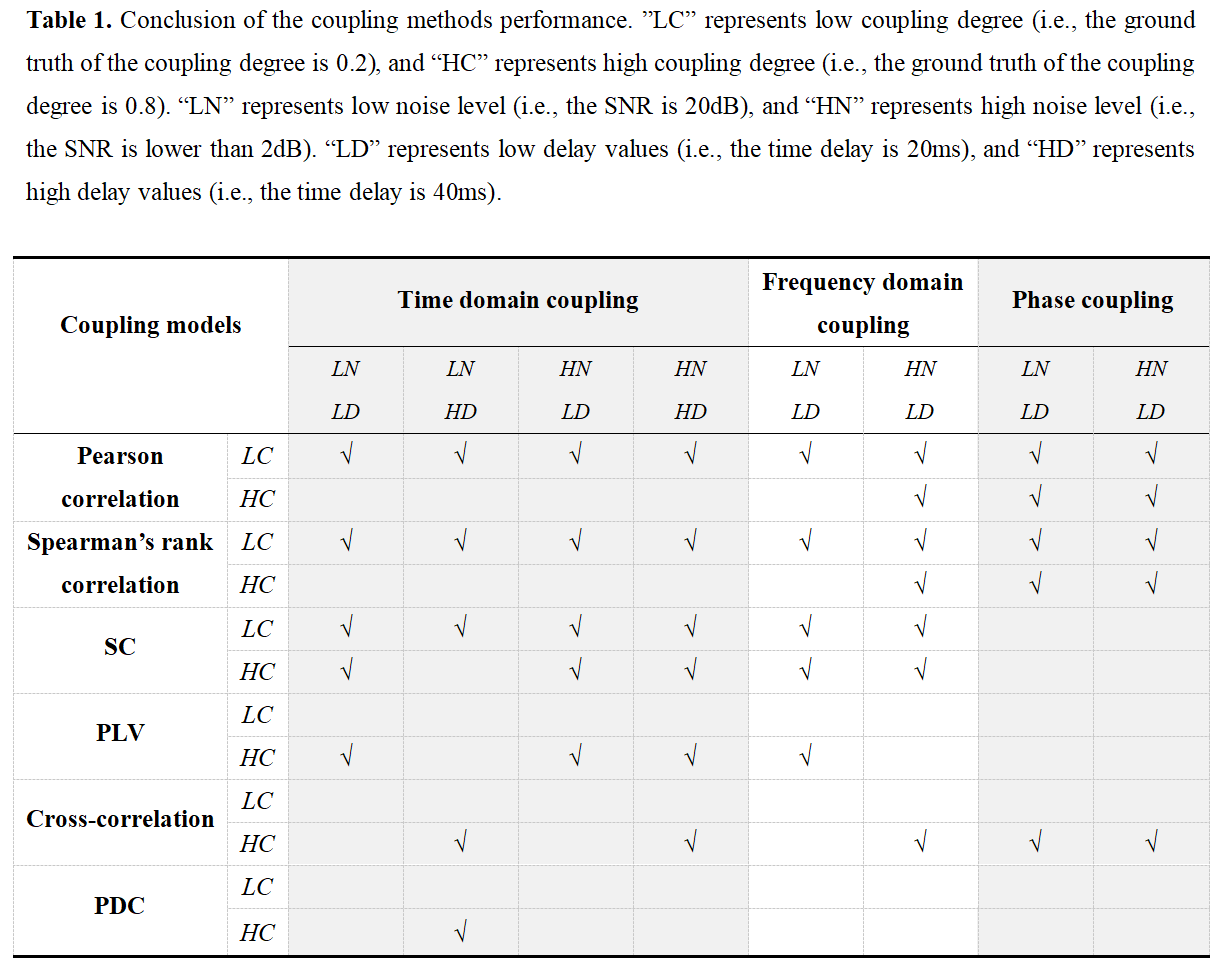 Table 1. Conclusion of the coupling methods performance. ”LC” represents low coupling degree (i.e., the ground
truth of the coupling degree is 0.2), and “HC” represents high coupling degree (i.e., the ground truth of the coupling
degree is 0.8). “LN” represents low noise level (i.e., the SNR is 20dB), and “HN” represents high noise level (i.e.,
the SNR is lower than 2dB). “LD” represents low delay values (i.e., the time delay is 20ms), and “HD” represents
high delay values (i.e., the time delay is 40ms).
Coupling models Time domain coupling Frequency domain coupling Phase coupling
LN LN HN HN LN HN LN HN
LD HD LD HD LD LD LD LD
Pearson correlation LC √ √ √ √ √ √ √ √
HC √ √ √
Spearman’s rank correlation LC √ √ √ √ √ √ √ √
HC √ √ √
SC LC √ √ √ √ √ √
HC √ √ √ √ √
PLV LC
HC √ √ √ √
Cross-correlation LC
HC √ √ √ √ √
PDC LC
HC √